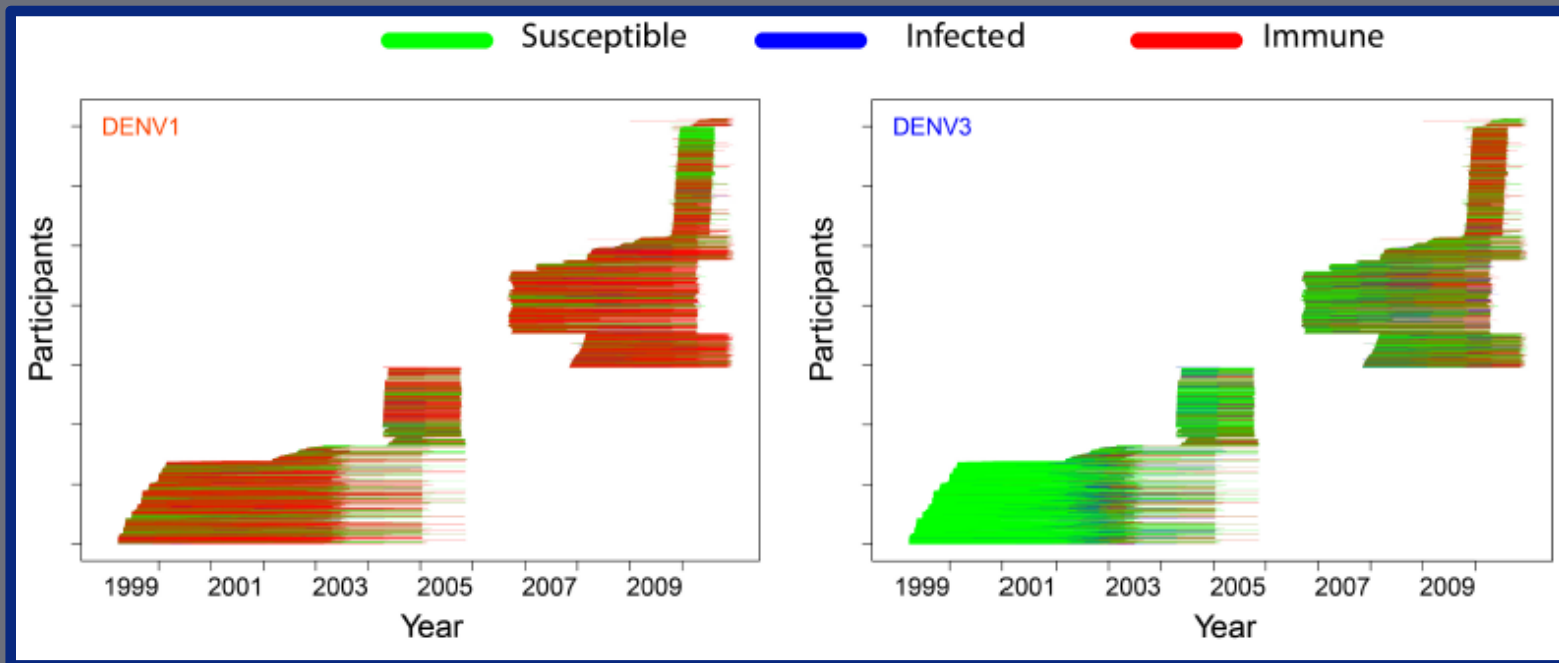 Susceptible Infected Immune
DENV1
Participants
1999 2001 2003 2005 2007 2009
Year
DENV3
Participants
1999 2001 2003 2005 2007 2009
Year